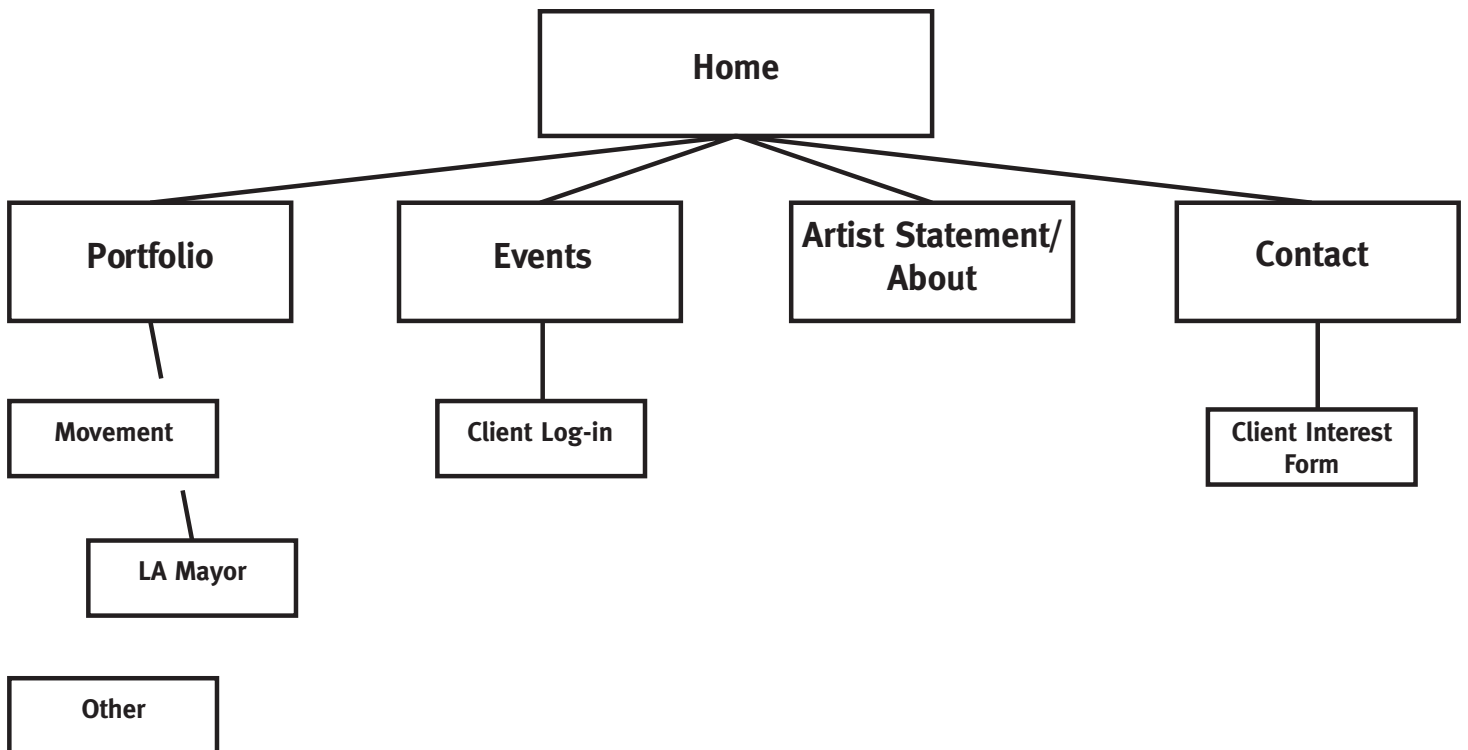 Home
Portfolio
Events
Artist Statement/
About
Contact
Movement
Client Log-in
Client Interest
Form
LA Mayor
Other